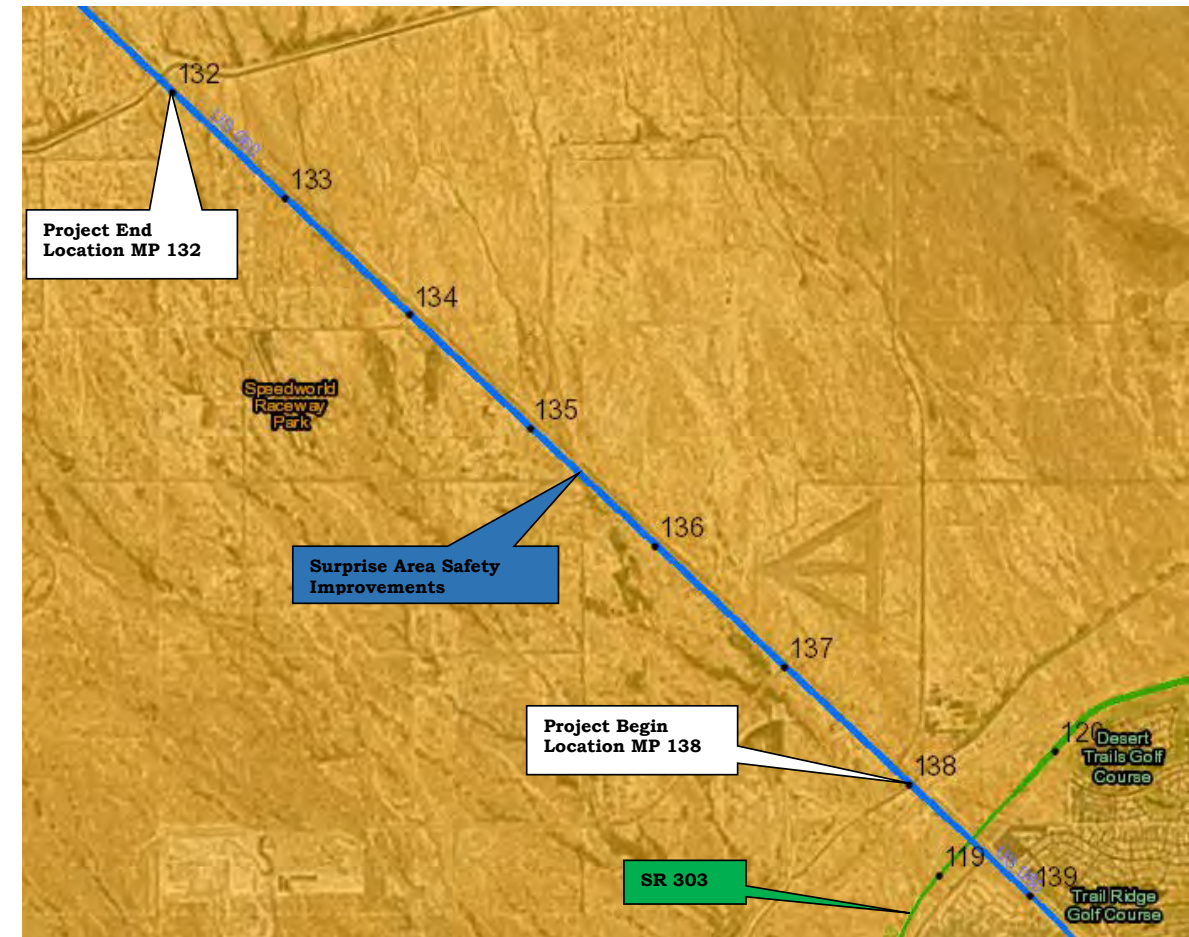 132
133
Project End
Location MP 132
134
Speedworld
Raceway
Park
135
136
Surprise Area Safety
Improvements
137
Project Begin
Location MP 138
138
120
Desert
Trails Golf
Course
119
SR 303
139
Trail Ridge
Golf Course